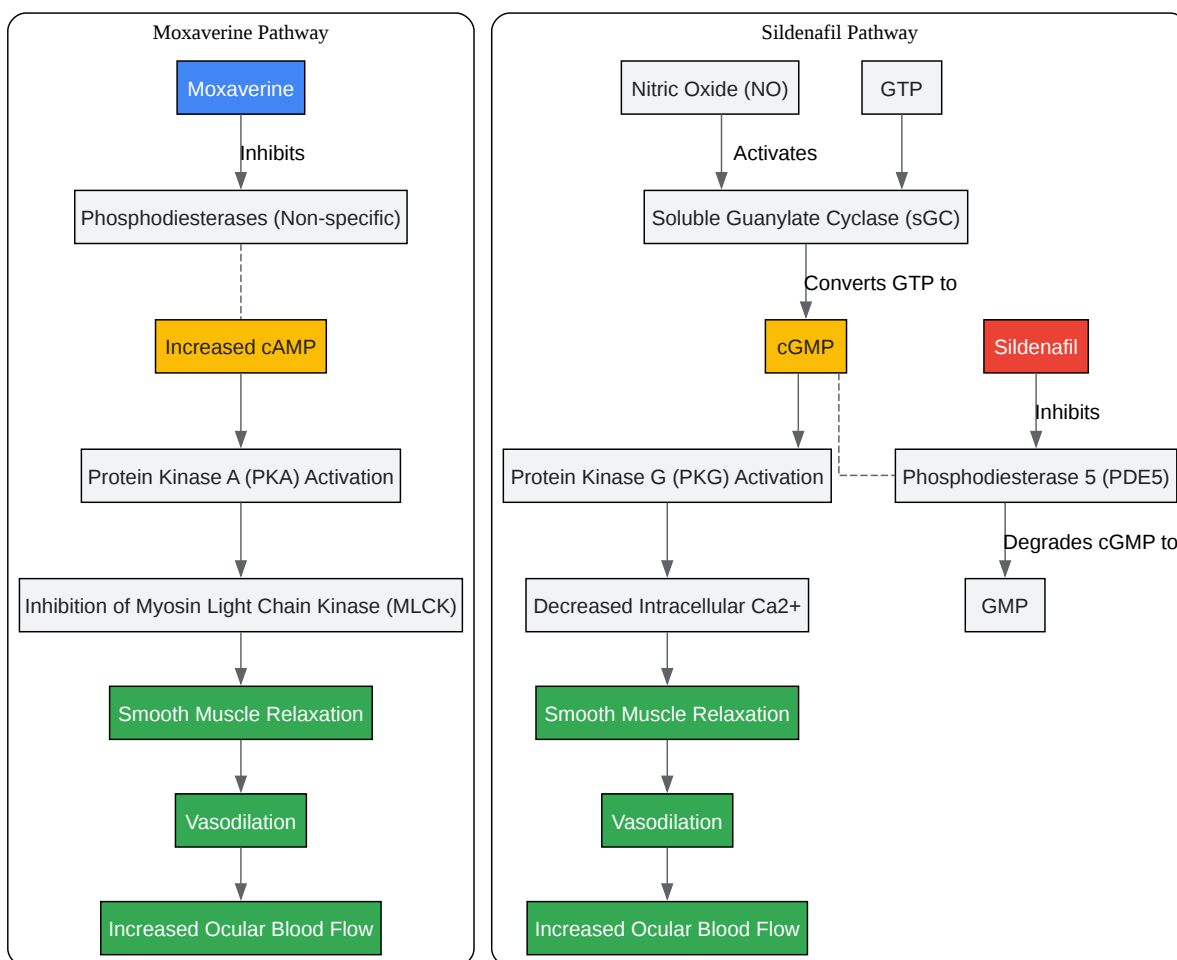 Moxaverine Pathway
Moxaverine
Inhibits
Phosphodiesterases (Non-specific)
Increased cAMP
Protein Kinase A (PKA) Activation
Inhibition of Myosin Light Chain Kinase (MLCK)
Smooth Muscle Relaxation
Vasodilation
Increased Ocular Blood Flow
Sildenafil Pathway
Nitric Oxide (NO)
GTP
Activates
Soluble Guanylate Cyclase (sGC)
Converts GTP to
cGMP
Sildenafil
Inhibits
Protein Kinase G (PKG) Activation
Phosphodiesterase 5 (PDE5)
Degrades cGMP to
Decreased Intracellular Ca2+
GMP
Smooth Muscle Relaxation
Vasodilation
Increased Ocular Blood Flow